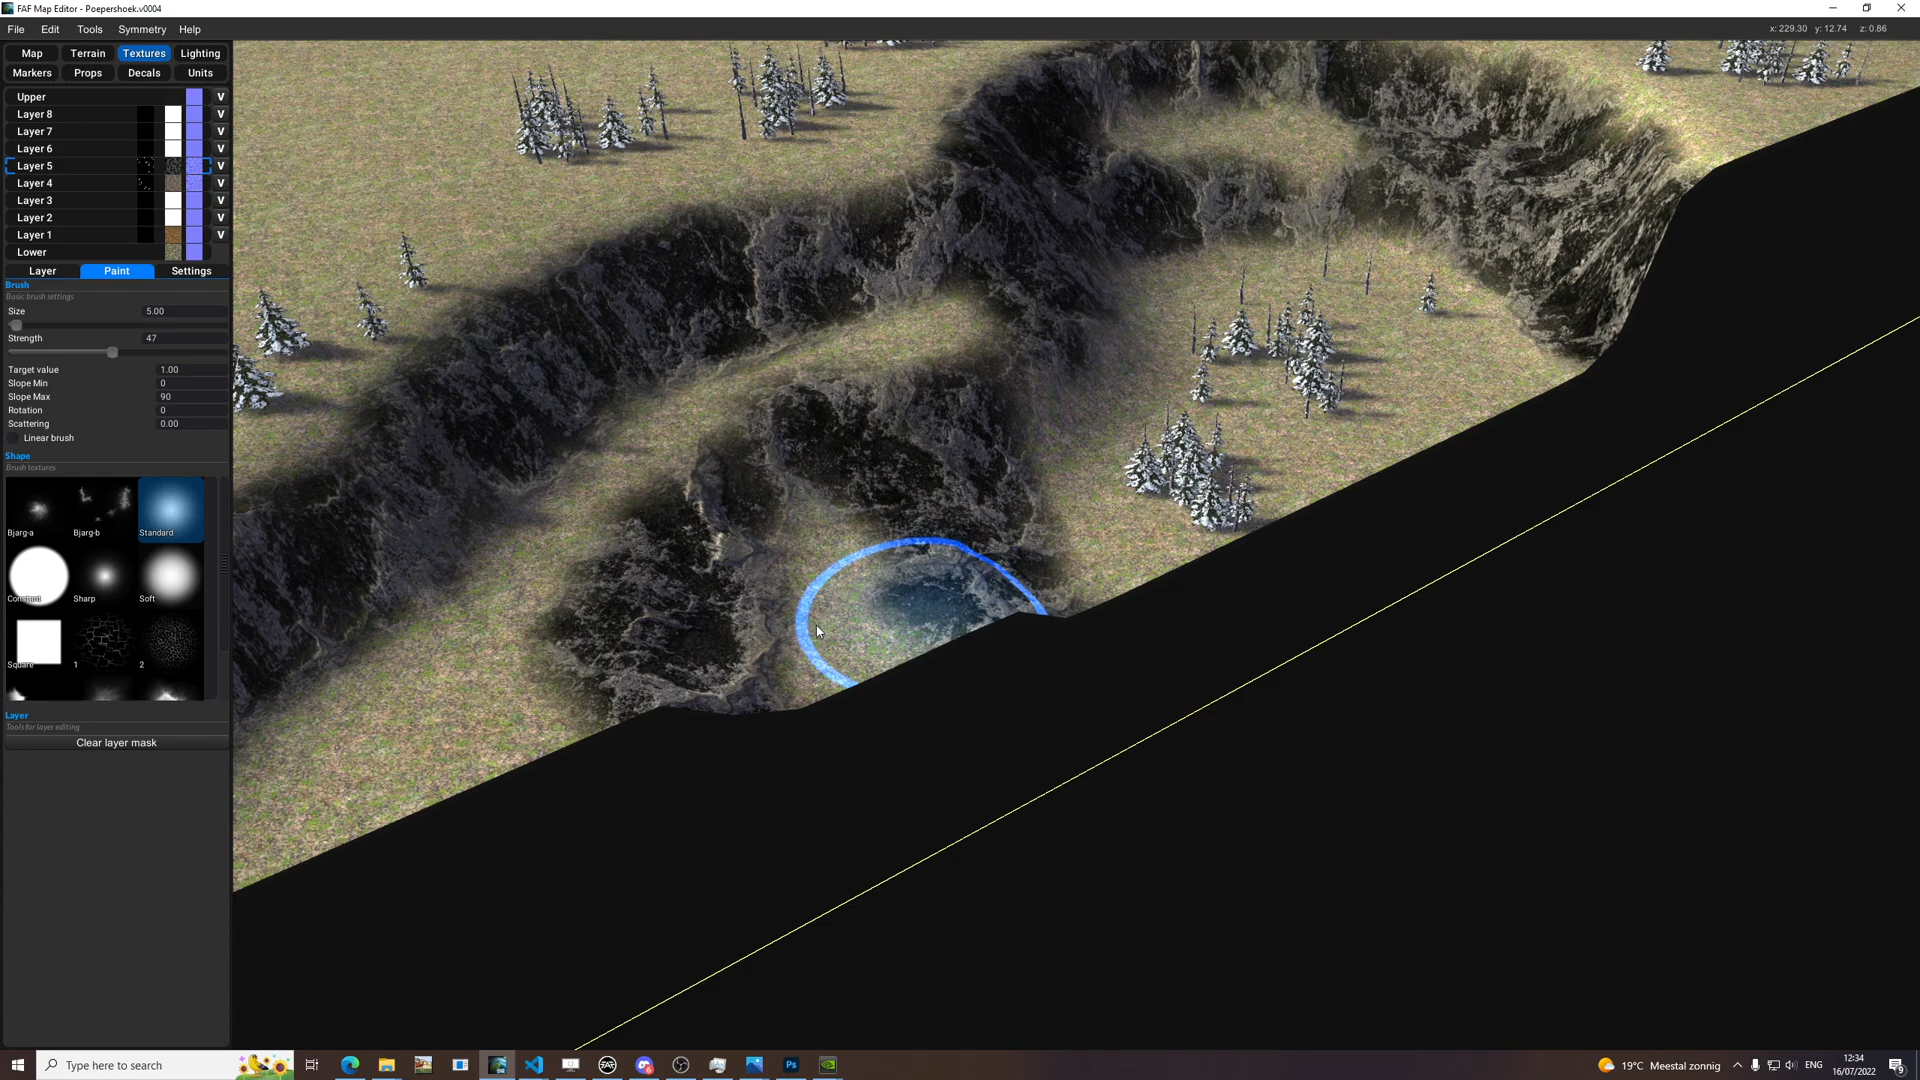 FAF Map Editor - Poepershoek.v0004
File Edit Tools Symmetry Help
x: 229.30 y: 12.74 z: 0.86
Map Terrain Textures Lighting
Markers Props Decals Units
Upper V
Layer 8 V
Layer 7 V
Layer 6 V
Layer 5 V
Layer 4 V
Layer 3 V
Layer 2 V
Layer 1 V
Lower
Layer Paint Settings
Brush
Basic brush settings
Size 5.00
Strength 47
Target value 1.00
Slope Min 0
Slope Max 90
Rotation 0
Scattering 0.00
Linear brush
Shape
Brush textures
Bjarg-a Bjarg-b Standard
Constant Sharp Soft
Square 1 2
Layer
Tools for layer editing
Clear layer mask
Type here to search
FAF
Ps
19°C Meestal zonnig
ENG
12:34
16/07/2022